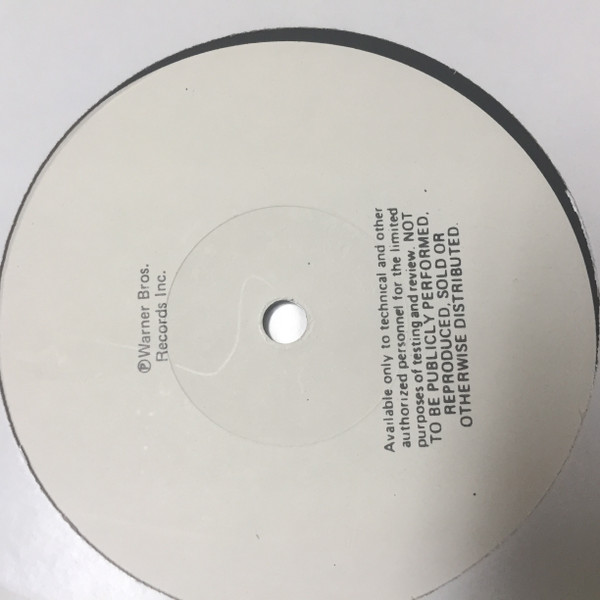 ℗Warner Bros.
Records Inc.
Available only to technical and other
authorized personnel for the limited
purposes of testing and review. NOT
TO BE PUBLICLY PERFORMED,
REPRODUCED, SOLD OR
OTHERWISE DISTRIBUTED.